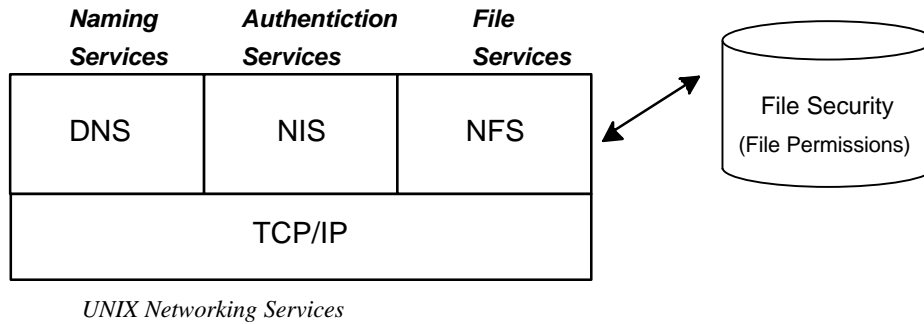 Naming Authentiction File
Services Services Services
DNS NIS NFS
File Security
(File Permissions)
TCP/IP
UNIX Networking Services